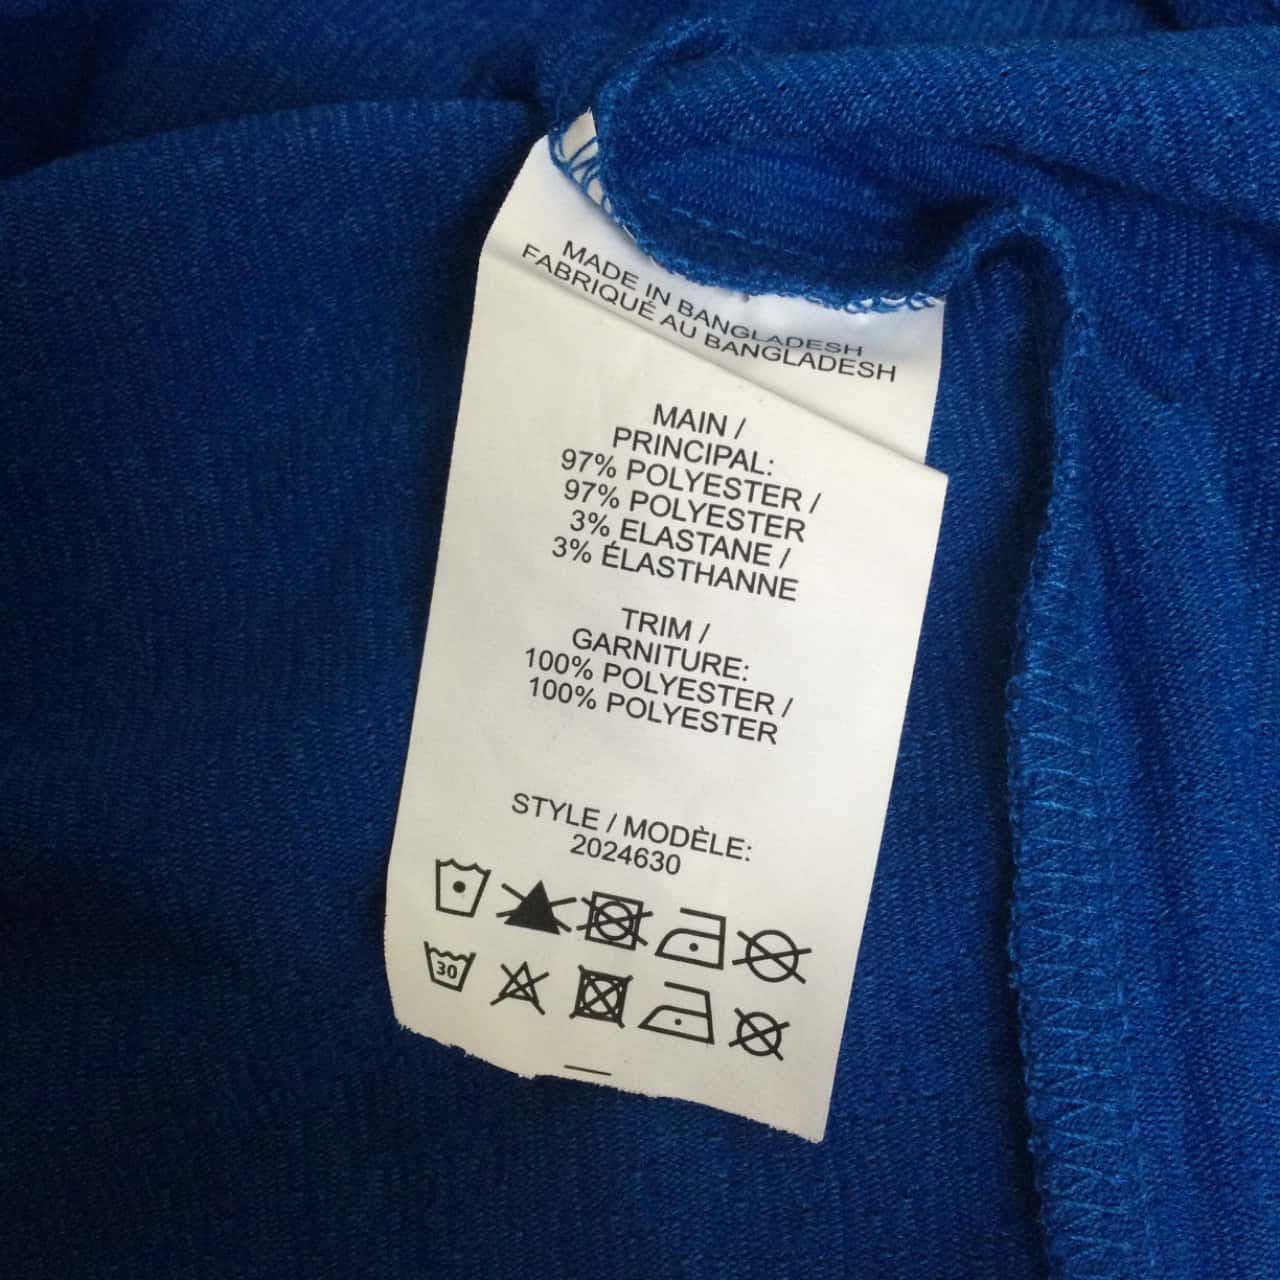 MADE IN BANGLADESH
FABRIQUÉ AU BANGLADESH
MAIN /
PRINCIPAL:
97% POLYESTER /
97% POLYESTER
3% ELASTANE /
3% ÉLASTHANNE
TRIM /
GARNITURE:
100% POLYESTER /
100% POLYESTER
STYLE / MODÈLE:
2024630
30